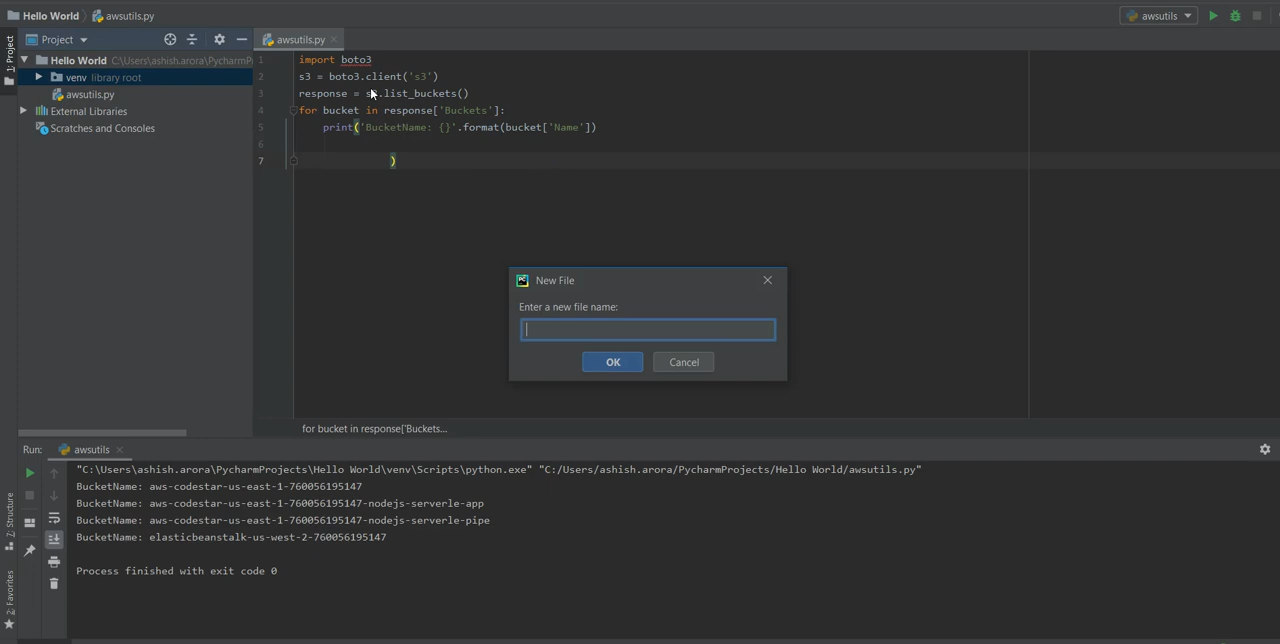 Hello World awsutils.py awsutils
1: Project
Project awsutils.py
Hello World C:\Users\ashish.arora\PycharmP
venv library root
awsutils.py
External Libraries
Scratches and Consoles
1 import boto3
2 s3 = boto3.client('s3')
3 response = s3.list_buckets()
4 for bucket in response['Buckets']:
5 print('BucketName: {}'.format(bucket['Name'])
6
7 )
New File
Enter a new file name:
OK Cancel
for bucket in response['Buckets...
Run: awsutils
"C:\Users\ashish.arora\PycharmProjects\Hello World\venv\Scripts\python.exe" "C:/Users/ashish.arora/PycharmProjects/Hello World/awsutils.py"
BucketName: aws-codestar-us-east-1-760056195147
BucketName: aws-codestar-us-east-1-760056195147-nodejs-serverle-app
BucketName: aws-codestar-us-east-1-760056195147-nodejs-serverle-pipe
BucketName: elasticbeanstalk-us-west-2-760056195147
Process finished with exit code 0
7: Structure
2: Favorites